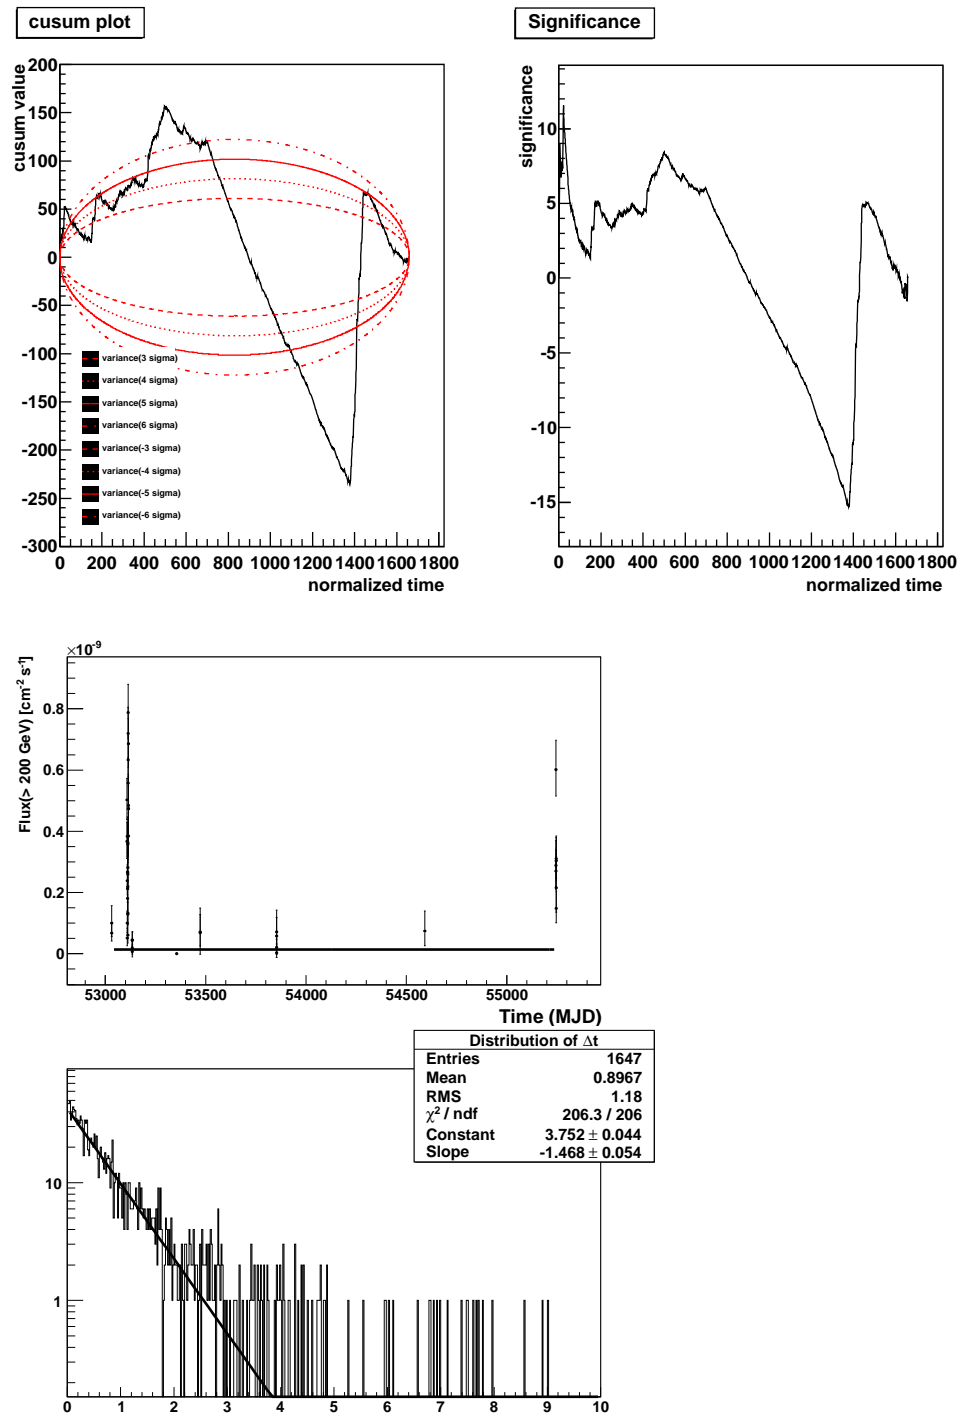 cusum plot
cusum value
200
150
100
50
0
-50
-100
-150
-200
-250
-300
variance(3 sigma)
variance(4 sigma)
variance(5 sigma)
variance(6 sigma)
variance(-3 sigma)
variance(-4 sigma)
variance(-5 sigma)
variance(-6 sigma)
0 200 400 600 800 1000 1200 1400 1600 1800
normalized time
Significance
significance
10
5
0
-5
-10
-15
0 200 400 600 800 1000 1200 1400 1600 1800
normalized time
×10⁻⁹
Flux(> 200 GeV) [cm⁻² s⁻¹]
0.8
0.6
0.4
0.2
0
53000 53500 54000 54500 55000
Time (MJD)
Distribution of Δt
Entries 1647
Mean 0.8967
RMS 1.18
χ² / ndf 206.3 / 206
Constant 3.752 ± 0.044
Slope -1.468 ± 0.054
10
1
0 1 2 3 4 5 6 7 8 9 10